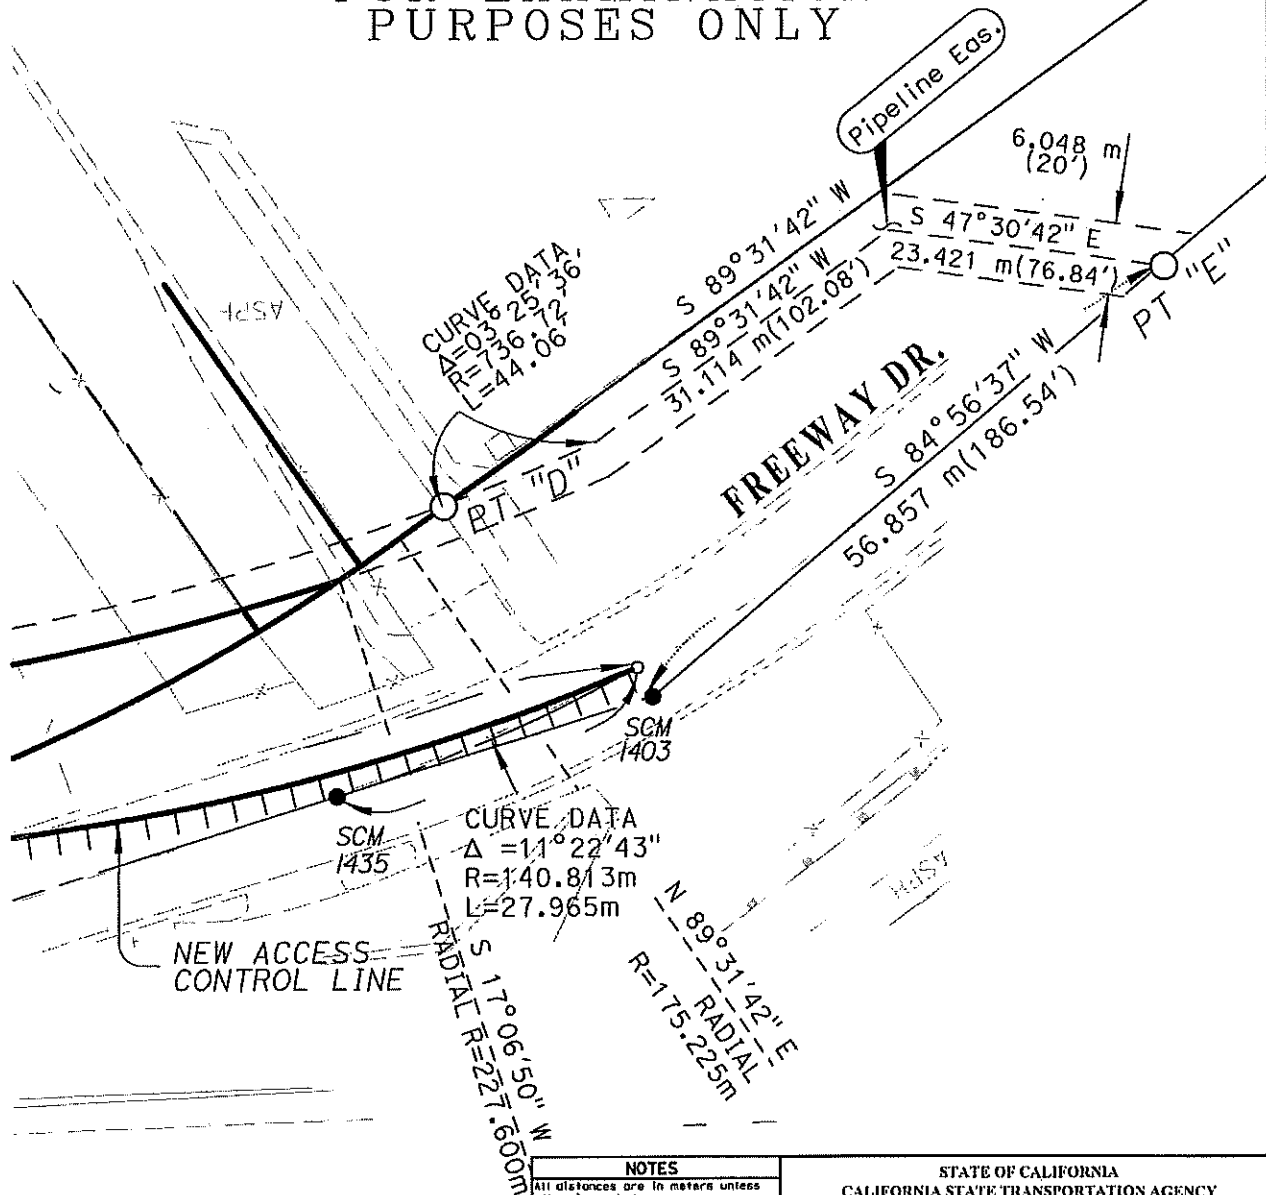 PURPOSES ONLY
Pipeline Eas.
6.048 m
(20')
S 47°30'42" E
23.421 m(76.84')
PT "E"
S 89°31'42" W
S 89°31'42" W
31.114 m(102.08')
CURVE DATA
Δ=03°25'36"
R=736.72'
L=44.06'
ASPH
PT "D"
FREEWAY DR.
S 84°56'37" W
56.857 m(186.54')
SCM
1403
SCM
1435
CURVE DATA
Δ =11°22'43"
R=140.813m
L=27.965m
NEW ACCESS
CONTROL LINE
S 17°06'50" W
RADIAL R=227.600m
N 89°31'42" E
RADIAL
R=175.225m
ASPH
NOTES
All distances are in meters unless
STATE OF CALIFORNIA
CALIFORNIA STATE TRANSPORTATION AGENCY